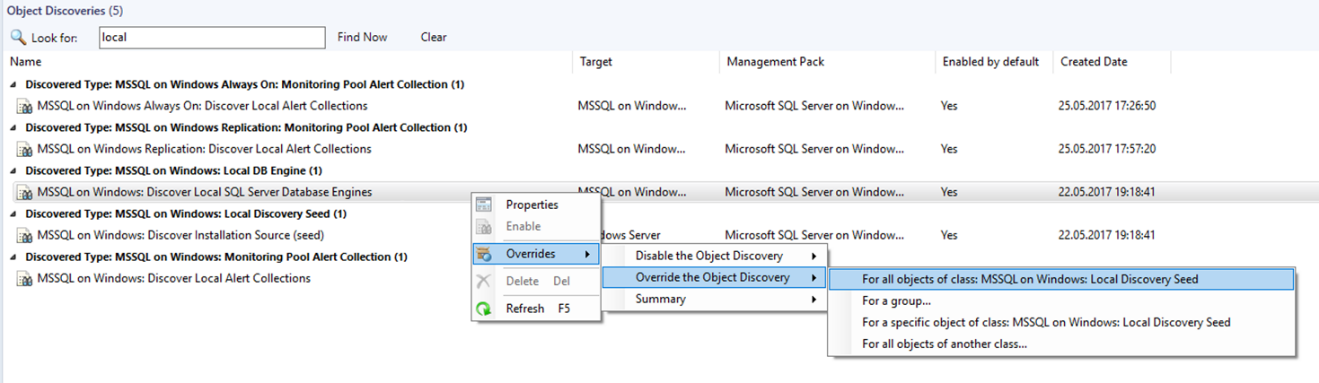 Object Discoveries (5)
Look for: local Find Now Clear
Name Target Management Pack Enabled by default Created Date
Discovered Type: MSSQL on Windows Always On: Monitoring Pool Alert Collection (1)
MSSQL on Windows Always On: Discover Local Alert Collections MSSQL on Window... Microsoft SQL Server on Window... Yes 25.05.2017 17:26:50
Discovered Type: MSSQL on Windows Replication: Monitoring Pool Alert Collection (1)
MSSQL on Windows Replication: Discover Local Alert Collections MSSQL on Window... Microsoft SQL Server on Window... Yes 25.05.2017 17:57:20
Discovered Type: MSSQL on Windows: Local DB Engine (1)
MSSQL on Windows: Discover Local SQL Server Database Engines MSSQL on Window... Microsoft SQL Server on Window... Yes 22.05.2017 19:18:41
Discovered Type: MSSQL on Windows: Local Discovery Seed (1)
MSSQL on Windows: Discover Installation Source (seed) dows Server Microsoft SQL Server on Window... Yes 22.05.2017 19:18:41
Discovered Type: MSSQL on Windows: Monitoring Pool Alert Collection (1)
MSSQL on Windows: Discover Local Alert Collections
Properties
Enable
Overrides
Delete Del
Refresh F5
Disable the Object Discovery
Override the Object Discovery
Summary
For all objects of class: MSSQL on Windows: Local Discovery Seed
For a group...
For a specific object of class: MSSQL on Windows: Local Discovery Seed
For all objects of another class...